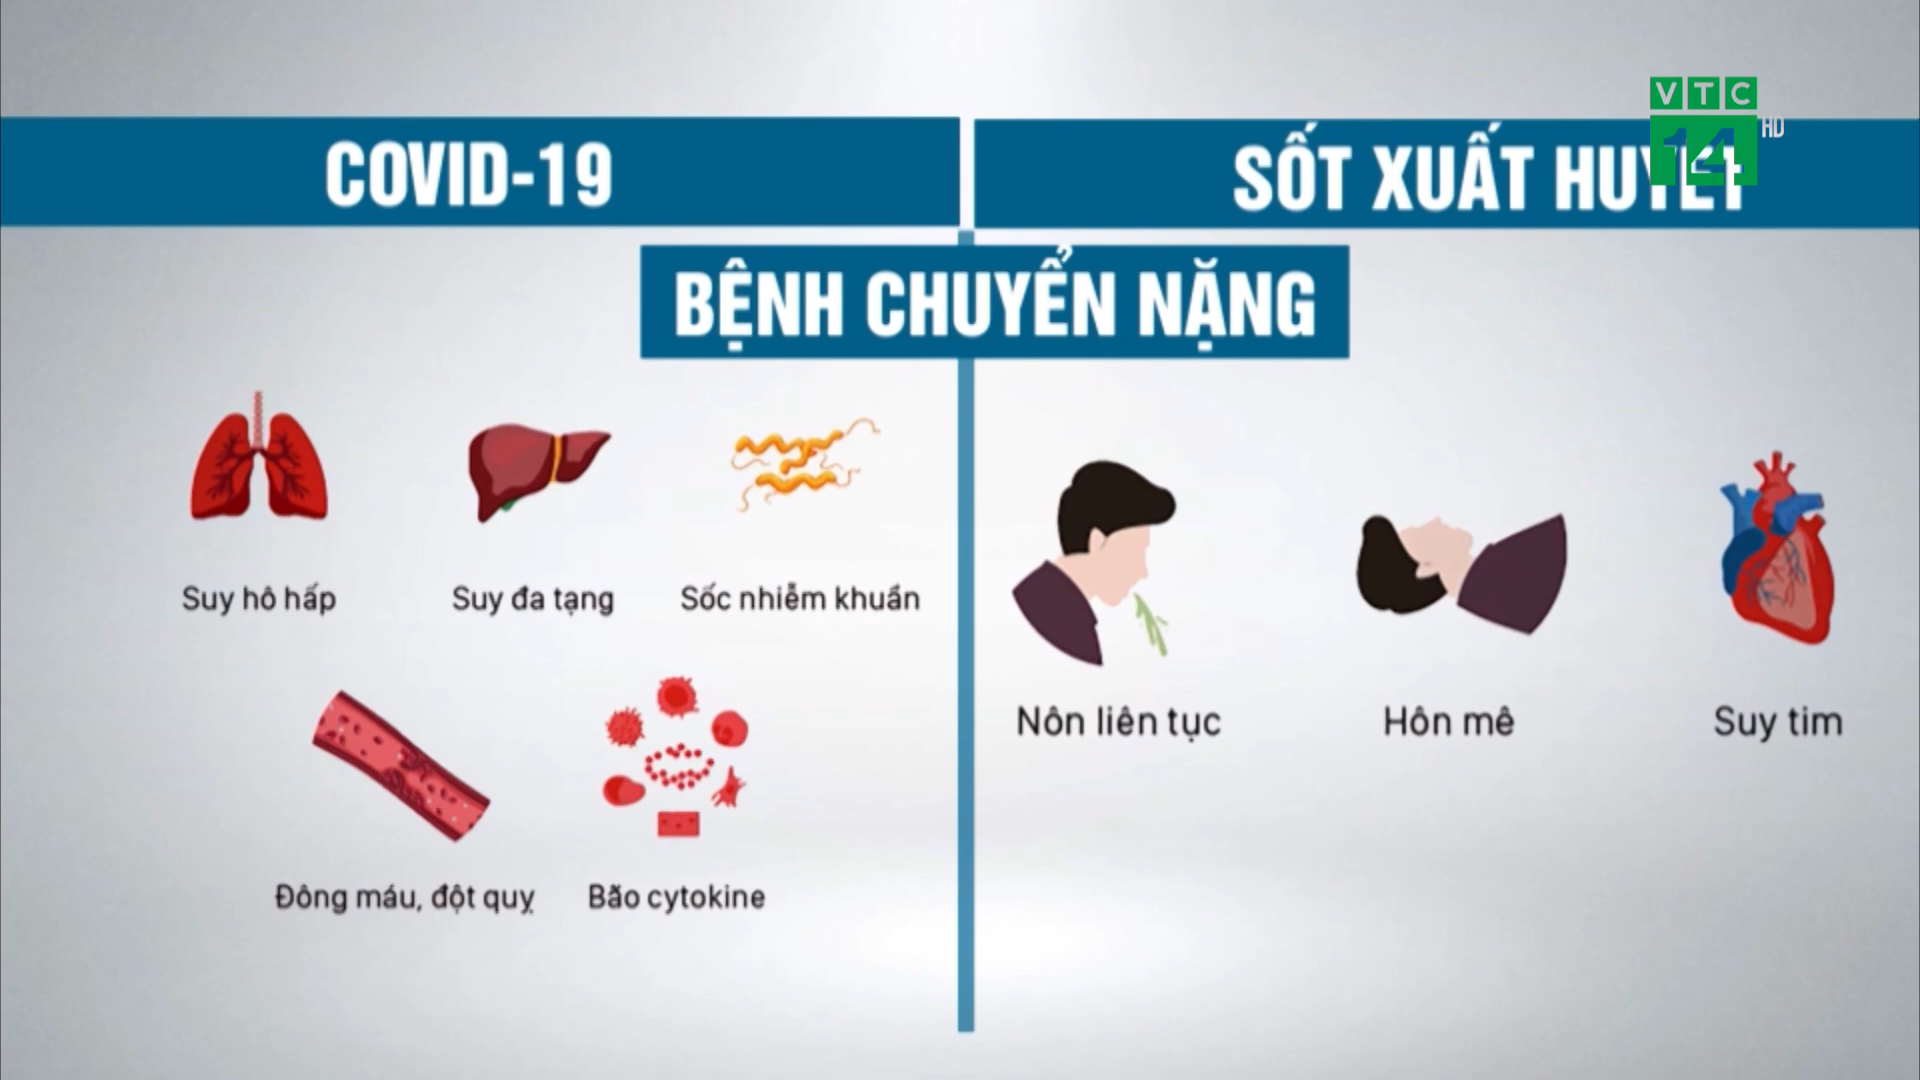 VTC
14 HD
COVID-19
SỐT XUẤT HUYẾT
BỆNH CHUYỂN NẶNG
Suy hô hấp
Suy đa tạng
Sốc nhiễm khuẩn
Nôn liên tục
Hôn mê
Suy tim
Đông máu, đột quỵ
Bão cytokine